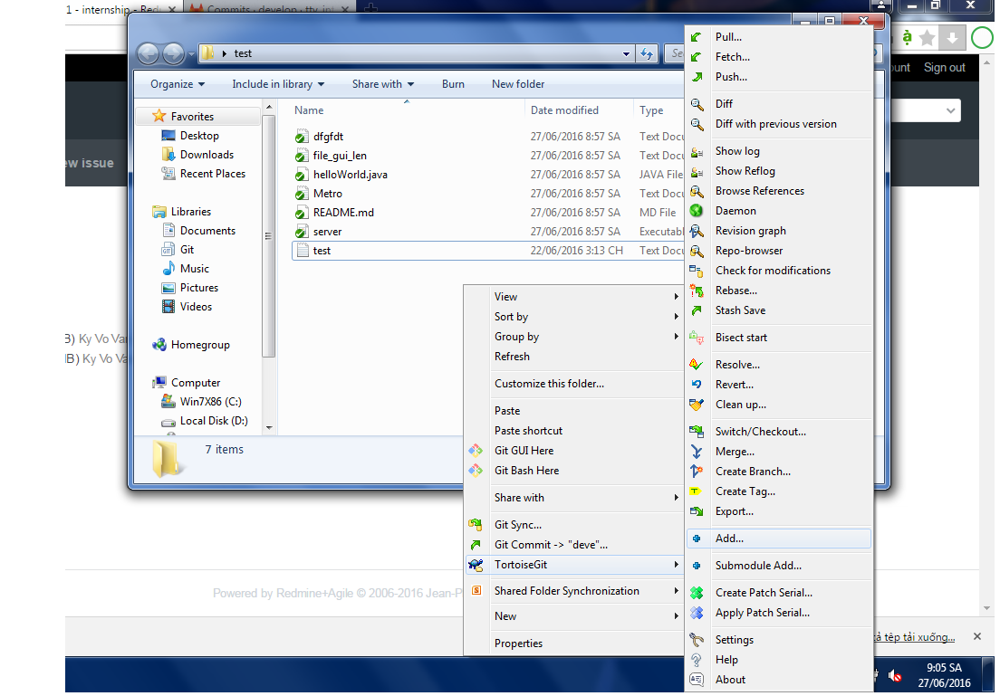 1 - internship - Red
Commits · develop · ttv_int
test
Organize
Include in library
Share with
Burn
New folder
Sign out
ew issue
Name
Date modified
Type
Favorites
Desktop
Downloads
Recent Places
Libraries
Documents
Git
Music
Pictures
Videos
Homegroup
Computer
Win7X86 (C:)
Local Disk (D:)
dfgfdt 27/06/2016 8:57 SA Text Docu
file_gui_len 27/06/2016 8:57 SA Text Docu
helloWorld.java 27/06/2016 8:57 SA JAVA File
Metro 27/06/2016 8:57 SA Text Docu
README.md 27/06/2016 8:57 SA MD File
server 27/06/2016 8:57 SA Executabl
test 22/06/2016 3:13 CH Text Docu
B) Ky Vo Van
IB) Ky Vo Va
7 items
View
Sort by
Group by
Refresh
Customize this folder...
Paste
Paste shortcut
Git GUI Here
Git Bash Here
Share with
Git Sync...
Git Commit -> "deve"...
TortoiseGit
Shared Folder Synchronization
New
Properties
Pull...
Fetch...
Push...
Diff
Diff with previous version
Show log
Show Reflog
Browse References
Daemon
Revision graph
Repo-browser
Check for modifications
Rebase...
Stash Save
Bisect start
Resolve...
Revert...
Clean up...
Switch/Checkout...
Merge...
Create Branch...
Create Tag...
Export...
Add...
Submodule Add...
Create Patch Serial...
Apply Patch Serial...
Settings
Help
About
Powered by Redmine+Agile © 2006-2016 Jean-P
tệp tải xuống...
9:05 SA
27/06/2016